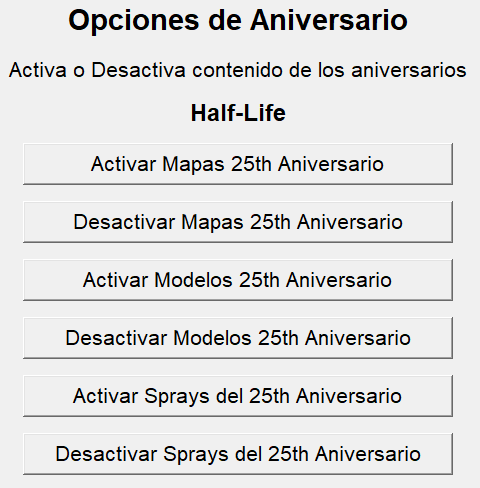 Opciones de Aniversario
Activa o Desactiva contenido de los aniversarios
Half-Life
Activar Mapas 25th Aniversario
Desactivar Mapas 25th Aniversario
Activar Modelos 25th Aniversario
Desactivar Modelos 25th Aniversario
Activar Sprays del 25th Aniversario
Desactivar Sprays del 25th Aniversario